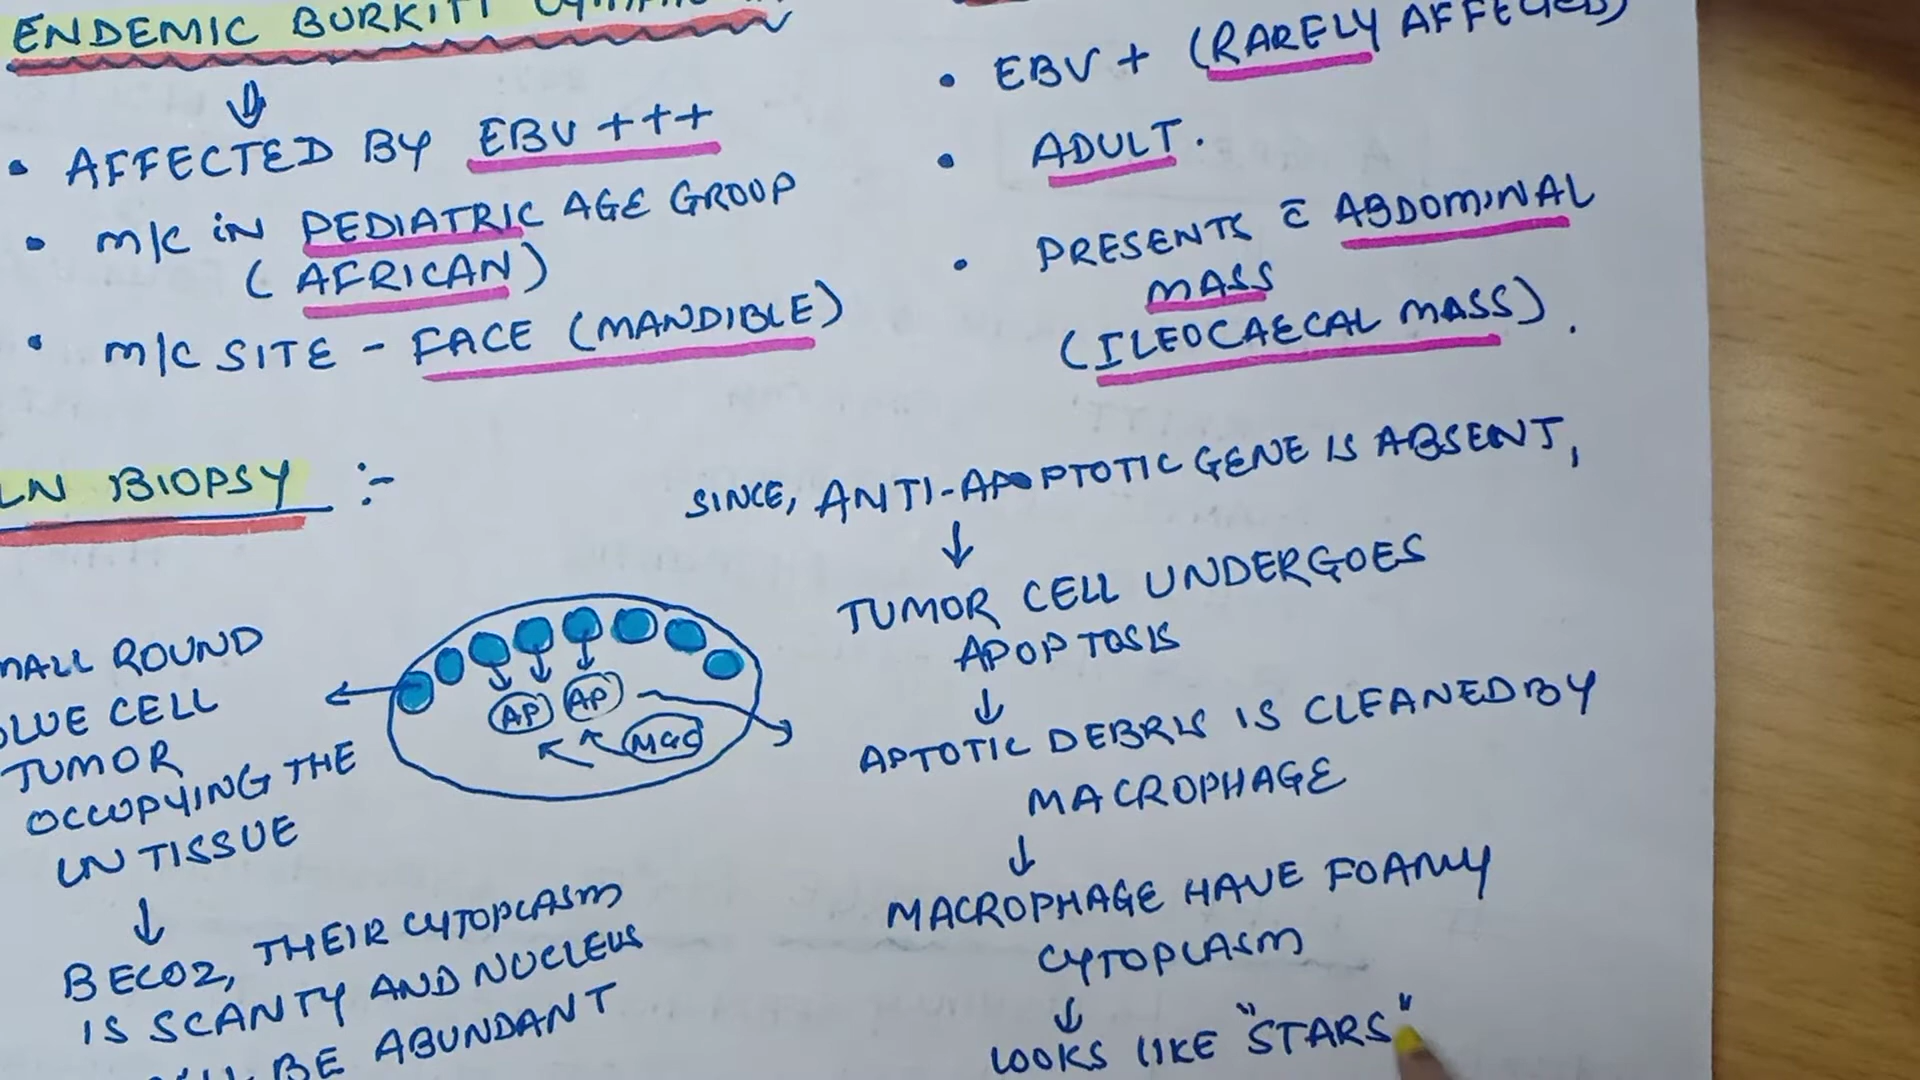 ENDEMIC BURKITT
• AFFECTED BY EBV +++
• M/C IN PEDIATRIC AGE GROUP
(AFRICAN)
• M/C SITE - FACE (MANDIBLE)
• EBV + (RARELY AFFECTED)
• ADULT.
• PRESENTS c̄ ABDOMINAL
MASS
(ILEOCAECAL MASS).
LN BIOPSY :-
SMALL ROUND
BLUE CELL
TUMOR
OCCUPYING THE
LN TISSUE
↓
BECOZ, THEIR CYTOPLASM
IS SCANTY AND NUCLEUS
BE ABUNDANT
AP AP
SINCE, ANTI-APOPTOTIC GENE IS ABSENT,
↓
TUMOR CELL UNDERGOES
APOPTOSIS
↓
APTOTIC DEBRIS IS CLEANED BY
MACROPHAGE
↓
MACROPHAGE HAVE FOAMY
CYTOPLASM
↓
LOOKS LIKE "STARS"